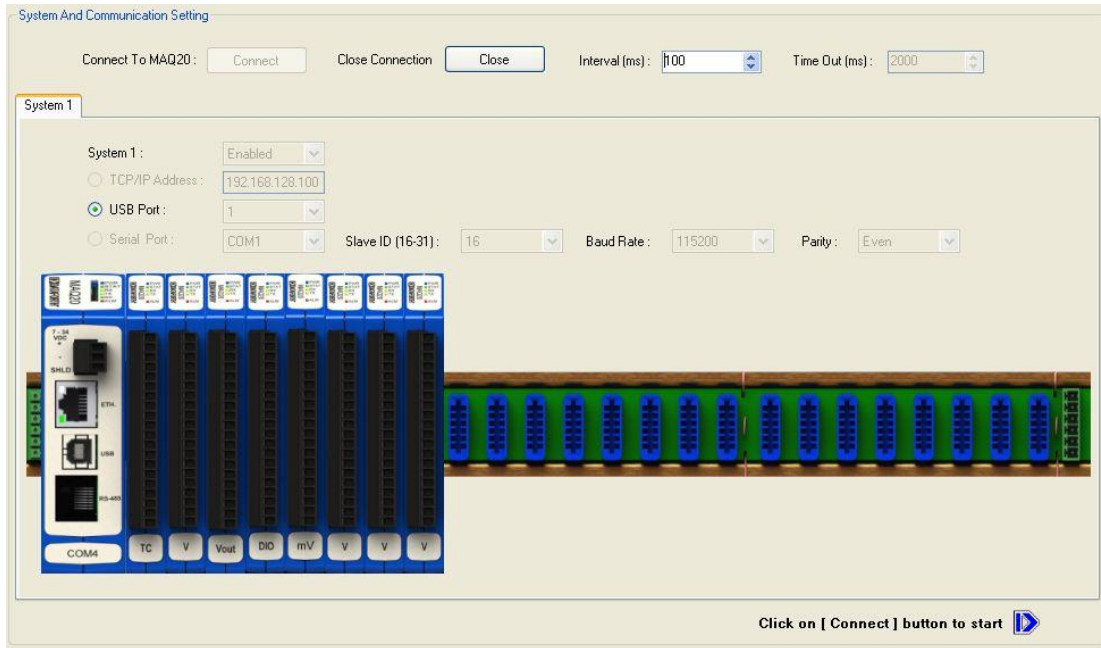 System And Communication Setting
Connect To MAQ20 : Connect Close Connection Close Interval (ms) : 100 Time Out (ms) : 2000
System 1
System 1 : Enabled
TCP/IP Address : 192.168.128.100
USB Port : 1
Serial Port : COM1 Slave ID (16-31) : 16 Baud Rate : 115200 Parity : Even
MAQ20
7 - 34
VDC
+
-
SHLD
ETH.
USB
RS-485
COM4 TC V Vout DIO mV V V V
Click on [ Connect ] button to start